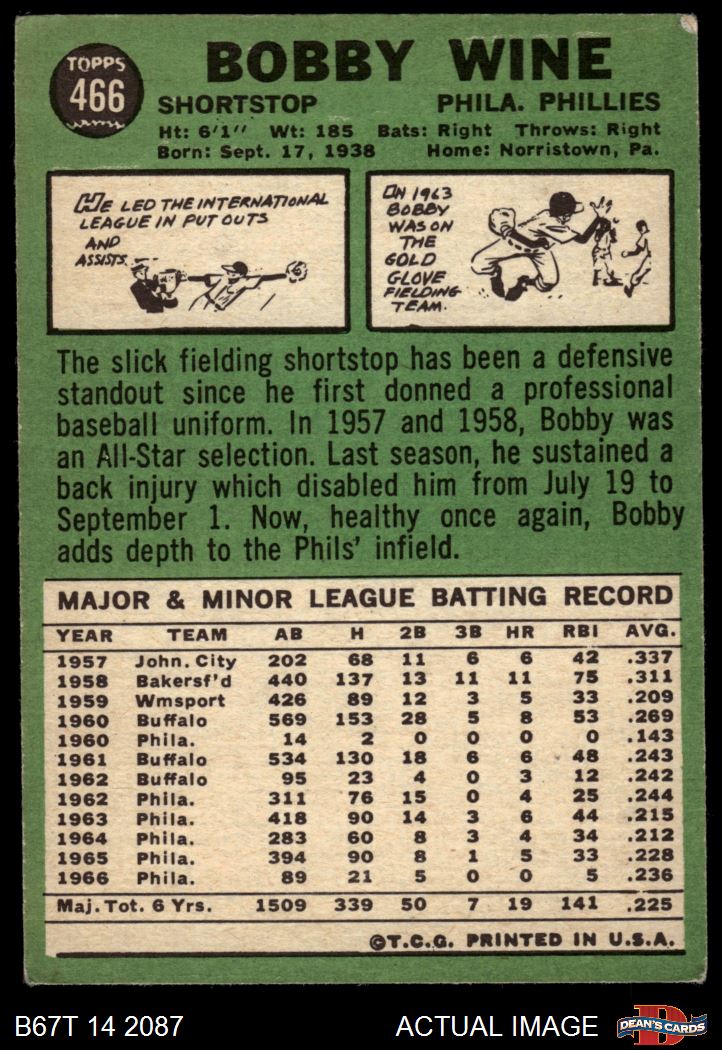 TOPPS
466
BOBBY WINE
SHORTSTOP PHILA. PHILLIES
Ht: 6'1" Wt: 185 Bats: Right Throws: Right
Born: Sept. 17, 1938 Home: Norristown, Pa.
HE LED THE INTERNATIONAL
LEAGUE IN PUT OUTS
AND
ASSISTS.
IN 1963
BOBBY
WAS ON
THE
GOLD
GLOVE
FIELDING
TEAM.
The slick fielding shortstop has been a defensive
standout since he first donned a professional
baseball uniform. In 1957 and 1958, Bobby was
an All-Star selection. Last season, he sustained a
back injury which disabled him from July 19 to
September 1. Now, healthy once again, Bobby
adds depth to the Phils' infield.
MAJOR & MINOR LEAGUE BATTING RECORD
YEAR TEAM AB H 2B 3B HR RBI AVG.
1957 John. City 202 68 11 6 6 42 .337
1958 Bakersf'd 440 137 13 11 11 75 .311
1959 Wmsport 426 89 12 3 5 33 .209
1960 Buffalo 569 153 28 5 8 53 .269
1960 Phila. 14 2 0 0 0 0 .143
1961 Buffalo 534 130 18 6 6 48 .243
1962 Buffalo 95 23 4 0 3 12 .242
1962 Phila. 311 76 15 0 4 25 .244
1963 Phila. 418 90 14 3 6 44 .215
1964 Phila. 283 60 8 3 4 34 .212
1965 Phila. 394 90 8 1 5 33 .228
1966 Phila. 89 21 5 0 0 5 .236
Maj. Tot. 6 Yrs. 1509 339 50 7 19 141 .225
©T.C.G. PRINTED IN U.S.A.
B67T 14 2087 ACTUAL IMAGE DEAN'S CARDS